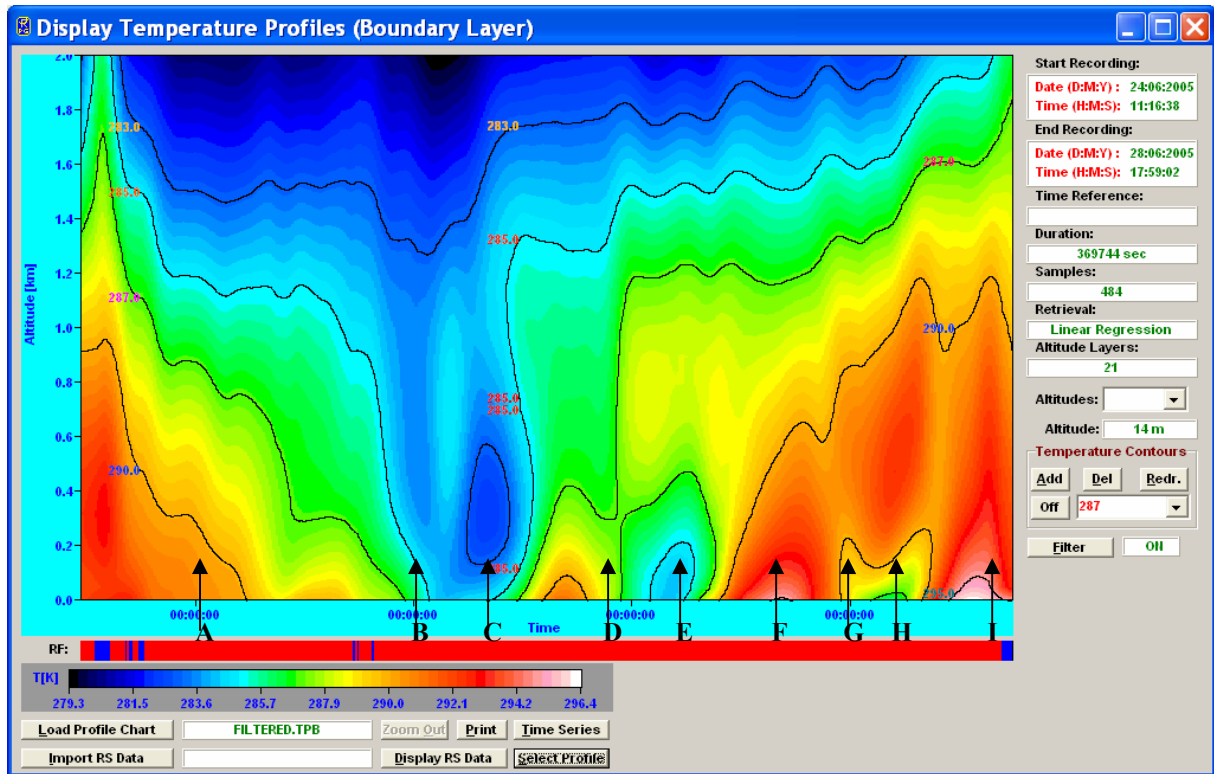 Display Temperature Profiles (Boundary Layer)
2.0
1.8
1.6
1.4
1.2
1.0
0.8
0.6
0.4
0.2
0.0
Altitude [km]
283.0
285.0
287.0
290.0
283.0
285.0
285.0
285.0
285.0
287.0
290.0
295.0
00:00:00
00:00:00
00:00:00
00:00:00
Time
A B C D E F G H I
RF:
T[K]
279.3 281.5 283.6 285.7 287.9 290.0 292.1 294.2 296.4
Load Profile Chart FILTERED.TPB Zoom Out Print Time Series
Import RS Data Display RS Data Select Profile
Start Recording:
Date (D:M:Y) : 24:06:2005
Time (H:M:S): 11:16:38
End Recording:
Date (D:M:Y) : 28:06:2005
Time (H:M:S): 17:59:02
Time Reference:
Duration:
369744 sec
Samples:
484
Retrieval:
Linear Regression
Altitude Layers:
21
Altitudes:
Altitude: 14 m
Temperature Contours
Add Del Redr.
Off 287
Filter ON